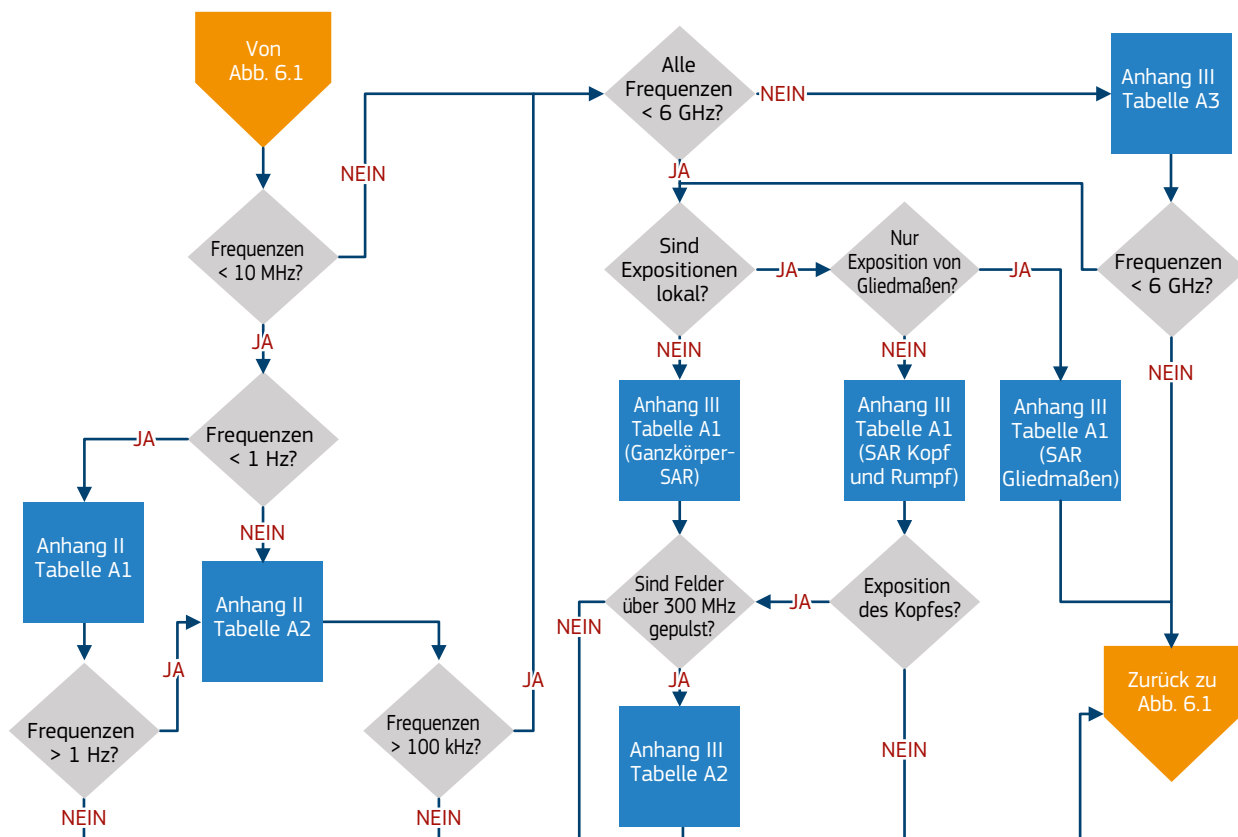 Von
Abb. 6.1
NEIN
Frequenzen
< 10 MHz?
JA
Frequenzen
< 1 Hz?
JA
NEIN
Anhang II
Tabelle A1
Anhang II
Tabelle A2
JA
Frequenzen
> 1 Hz?
NEIN
Frequenzen
> 100 kHz?
JA
NEIN
Alle
Frequenzen
< 6 GHz?
NEIN
JA
Anhang III
Tabelle A3
Frequenzen
< 6 GHz?
NEIN
Sind
Expositionen
lokal?
JA
NEIN
Nur
Exposition von
Gliedmaßen?
JA
NEIN
Anhang III
Tabelle A1
(Ganzkörper-
SAR)
Anhang III
Tabelle A1
(SAR Kopf
und Rumpf)
Anhang III
Tabelle A1
(SAR
Gliedmaßen)
Sind Felder
über 300 MHz
gepulst?
NEIN
JA
Exposition
des Kopfes?
JA
NEIN
Anhang III
Tabelle A2
Zurück zu
Abb. 6.1